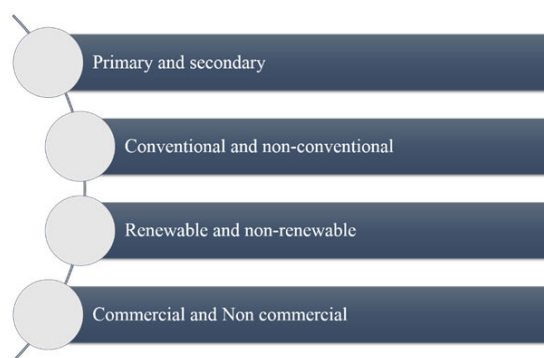 Primary and secondary
Conventional and non-conventional
Renewable and non-renewable
Commercial and Non commercial